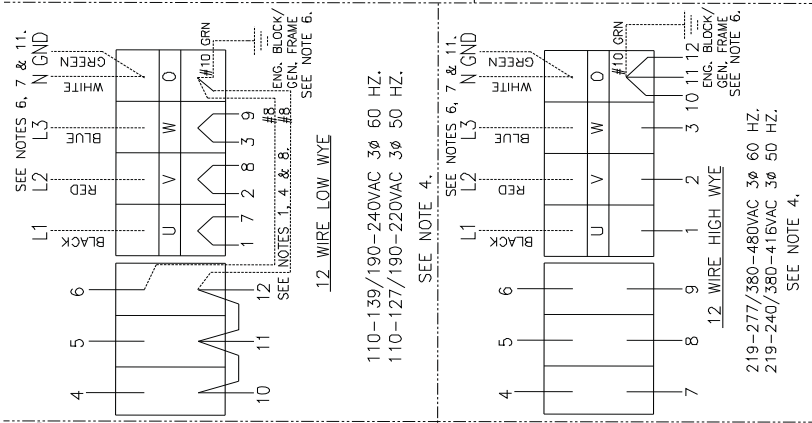 SEE NOTES 6, 7 & 11.
L1 L2 L3 N GND
BLACK RED BLUE WHITE GREEN
U V W O
#10 GRN
ENG. BLOCK/
GEN. FRAME
SEE NOTE 6.
1 7 2 8 3 9
#8
#8
4 5 6
10 11 12
SEE NOTES 1, 4 & 8.
12 WIRE LOW WYE
110-139/190-240VAC 3ø 60 HZ.
110-127/190-220VAC 3ø 50 HZ.
SEE NOTE 4.
SEE NOTES 6, 7 & 11.
L1 L2 L3 N GND
BLACK RED BLUE WHITE GREEN
U V W O
#10 GRN
1 2 3 10 11 12
ENG. BLOCK/
GEN. FRAME
SEE NOTE 6.
4 5 6
7 8 9
12 WIRE HIGH WYE
219-277/380-480VAC 3ø 60 HZ.
219-240/380-416VAC 3ø 50 HZ.
SEE NOTE 4.